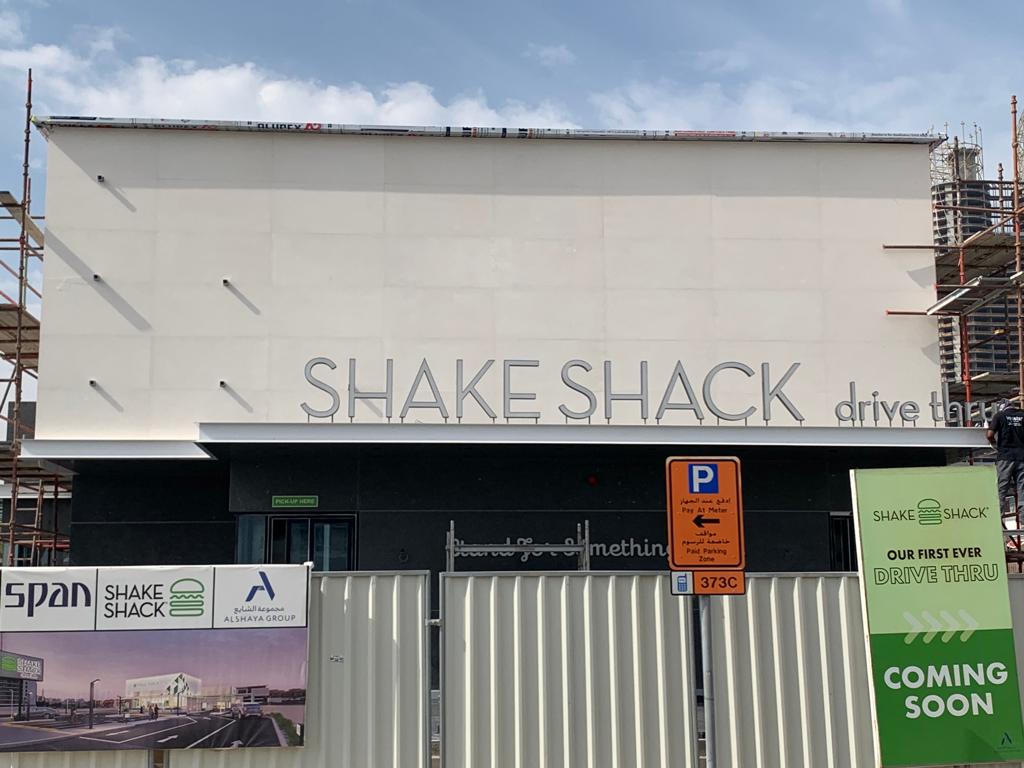 SHAKE SHACK
drive thru
PICK-UP HERE
Stand For Something
P
إدفع عند الجهاز
Pay At Meter
مواقف
خاضعة للرسوم
Paid Parking
Zone
373C
span
SHAKE
SHACK
مجموعة الشايع
ALSHAYA GROUP
SHAKE SHACK
OUR FIRST EVER
DRIVE THRU
COMING
SOON